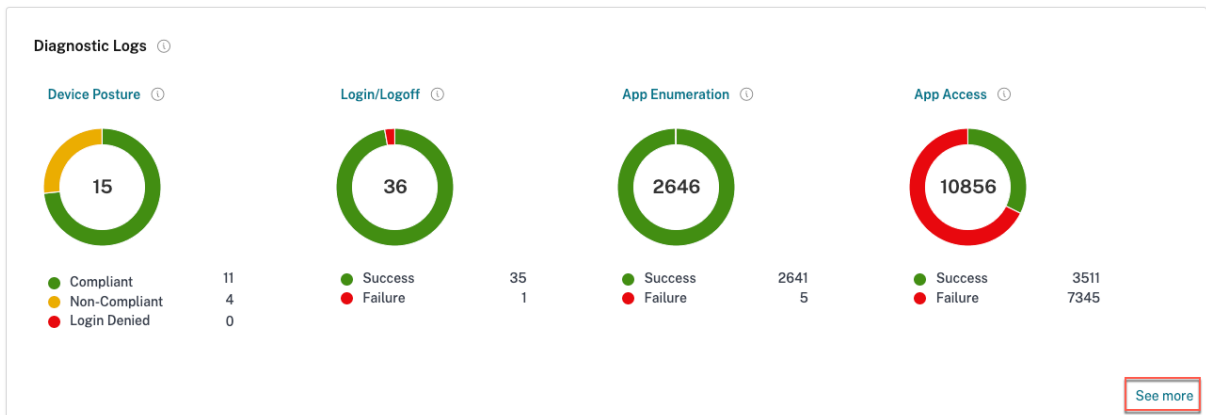 Diagnostic Logs
Device Posture
15
Compliant 11
Non-Compliant 4
Login Denied 0
Login/Logoff
36
Success 35
Failure 1
App Enumeration
2646
Success 2641
Failure 5
App Access
10856
Success 3511
Failure 7345
See more